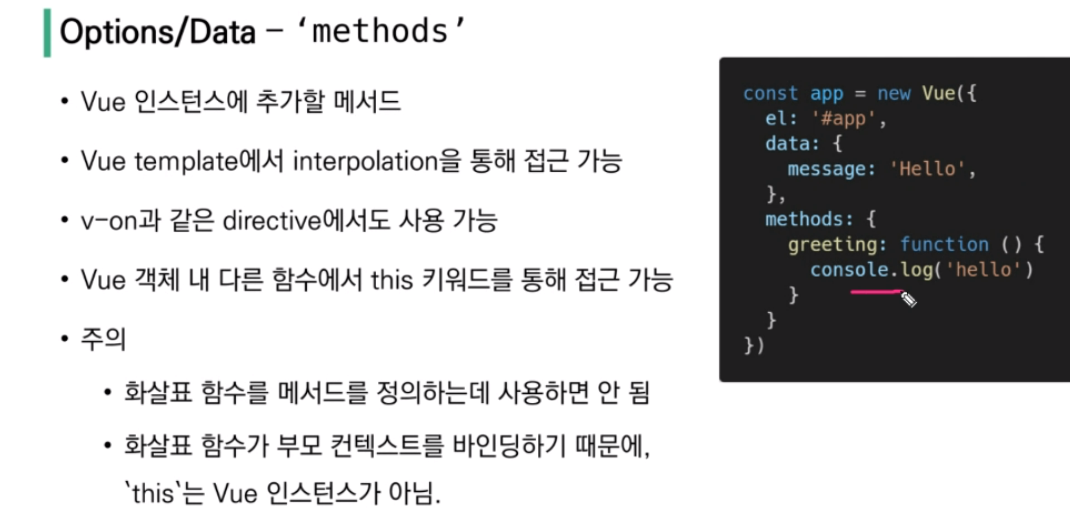 Options/Data – ‘methods’
• Vue 인스턴스에 추가할 메서드
• Vue template에서 interpolation을 통해 접근 가능
• v-on과 같은 directive에서도 사용 가능
• Vue 객체 내 다른 함수에서 this 키워드를 통해 접근 가능
• 주의
• 화살표 함수를 메서드를 정의하는데 사용하면 안 됨
• 화살표 함수가 부모 컨텍스트를 바인딩하기 때문에,
`this`는 Vue 인스턴스가 아님.
const app = new Vue({
  el: '#app',
  data: {
    message: 'Hello',
  },
  methods: {
    greeting: function () {
      console.log('hello')
    }
  }
})